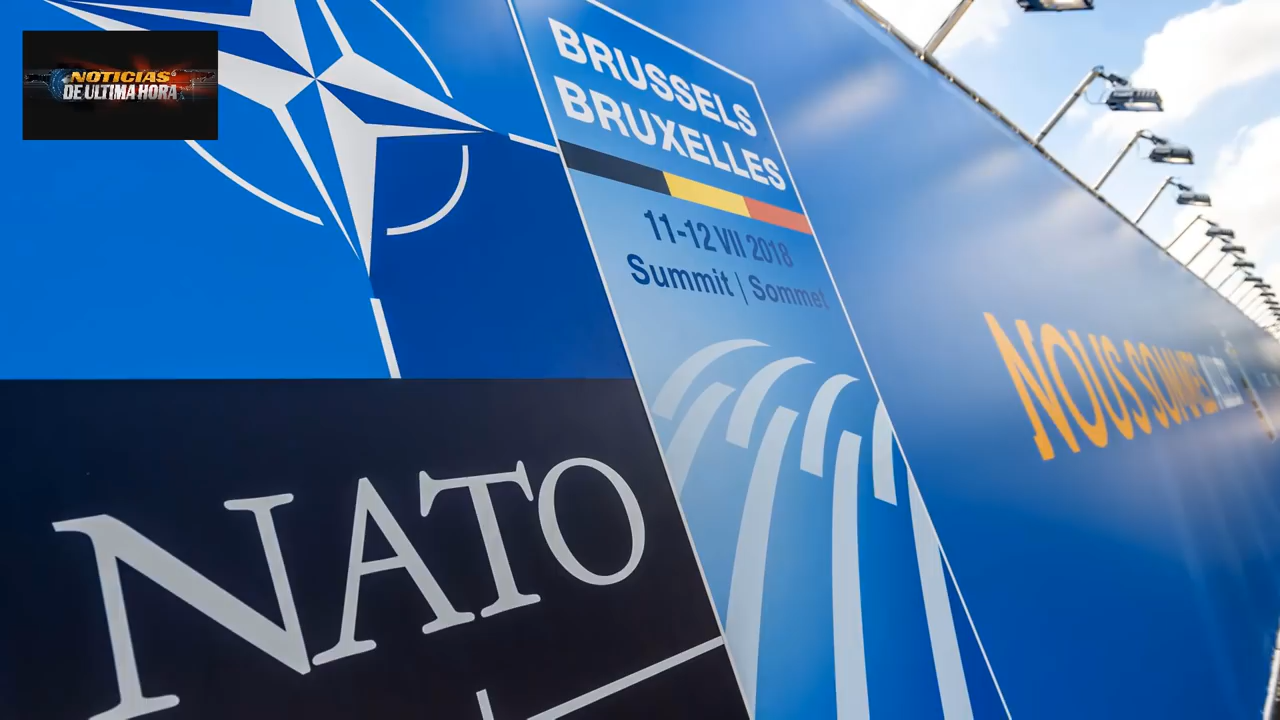 NOTICIAS
DE ULTIMA HORA
BRUSSELS
BRUXELLES
11-12 VII 2018
Summit | Sommet
NATO
NOUS SOMMES